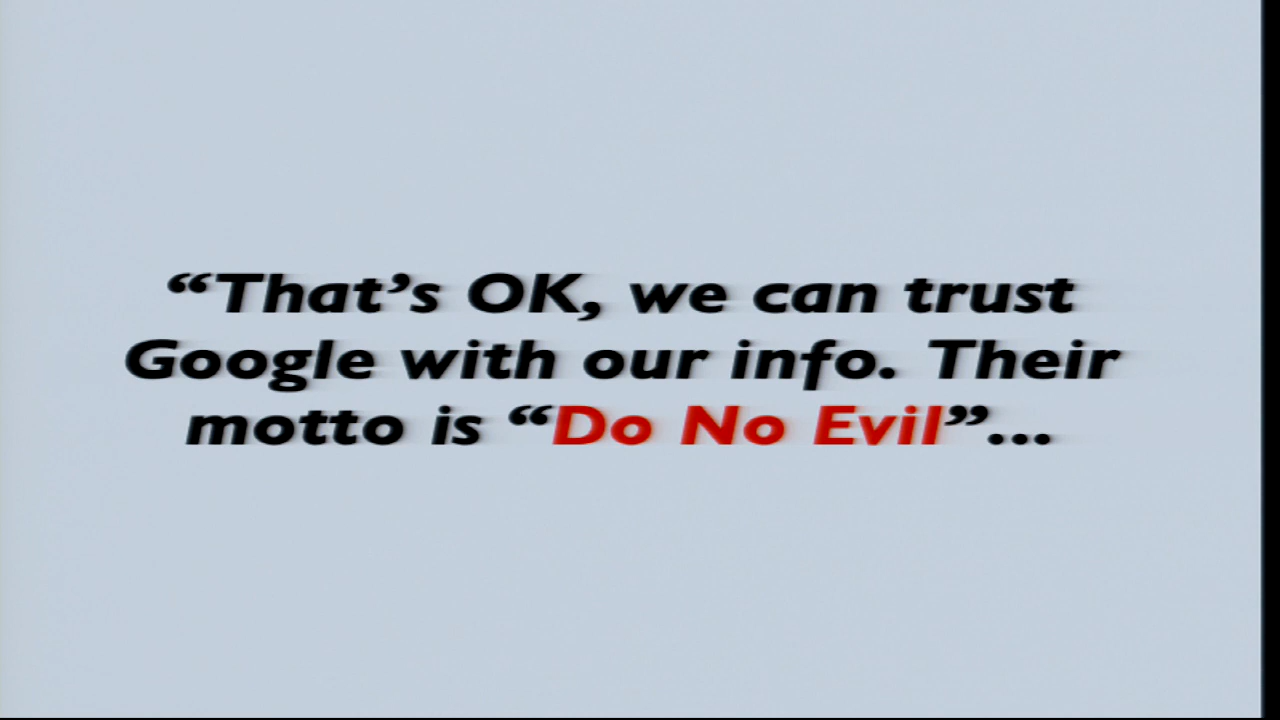 “That’s OK, we can trust
Google with our info. Their
motto is “Do No Evil”...